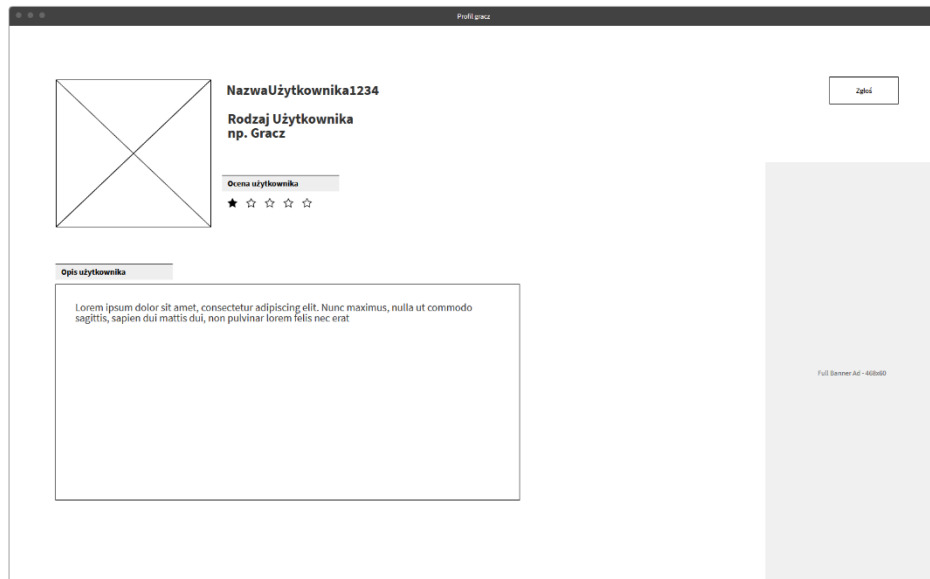 Profil gracz
NazwaUżytkownika1234
Zgłoś
Rodzaj Użytkownika
np. Gracz
Ocena użytkownika
Opis użytkownika
Lorem ipsum dolor sit amet, consectetur adipiscing elit. Nunc maximus, nulla ut commodo
sagittis, sapien dui mattis dui, non pulvinar lorem felis nec erat
Full Banner Ad - 468x60